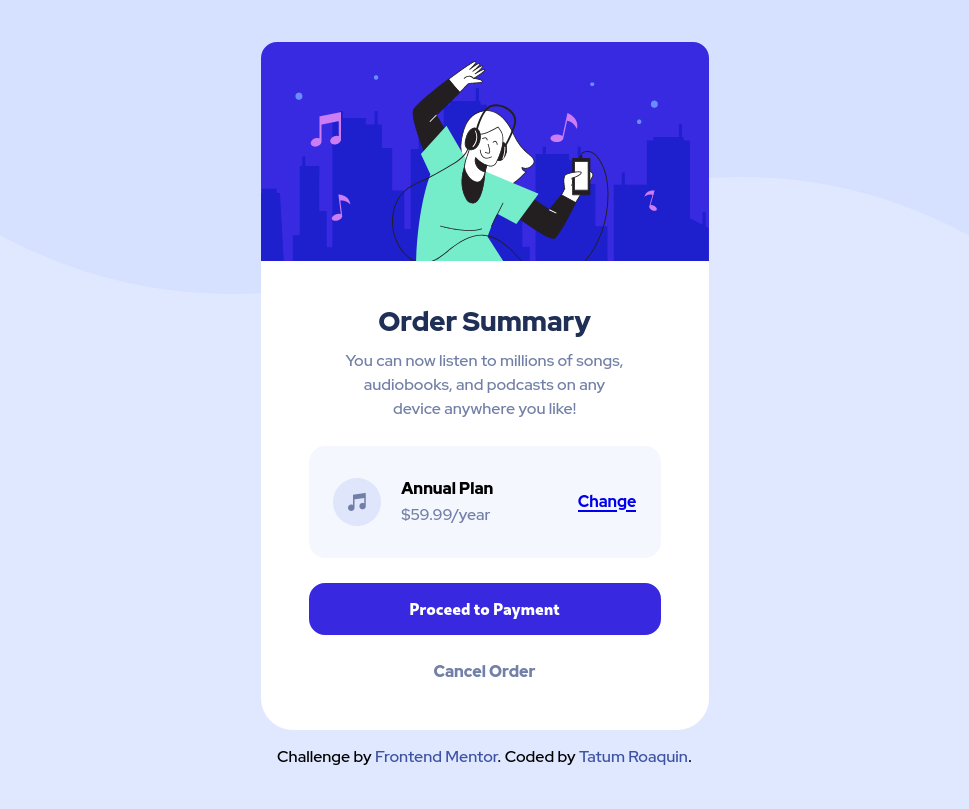 Order Summary
You can now listen to millions of songs,
audiobooks, and podcasts on any
device anywhere you like!
Annual Plan
$59.99/year
Change
Proceed to Payment
Cancel Order
Challenge by Frontend Mentor. Coded by Tatum Roaquin.